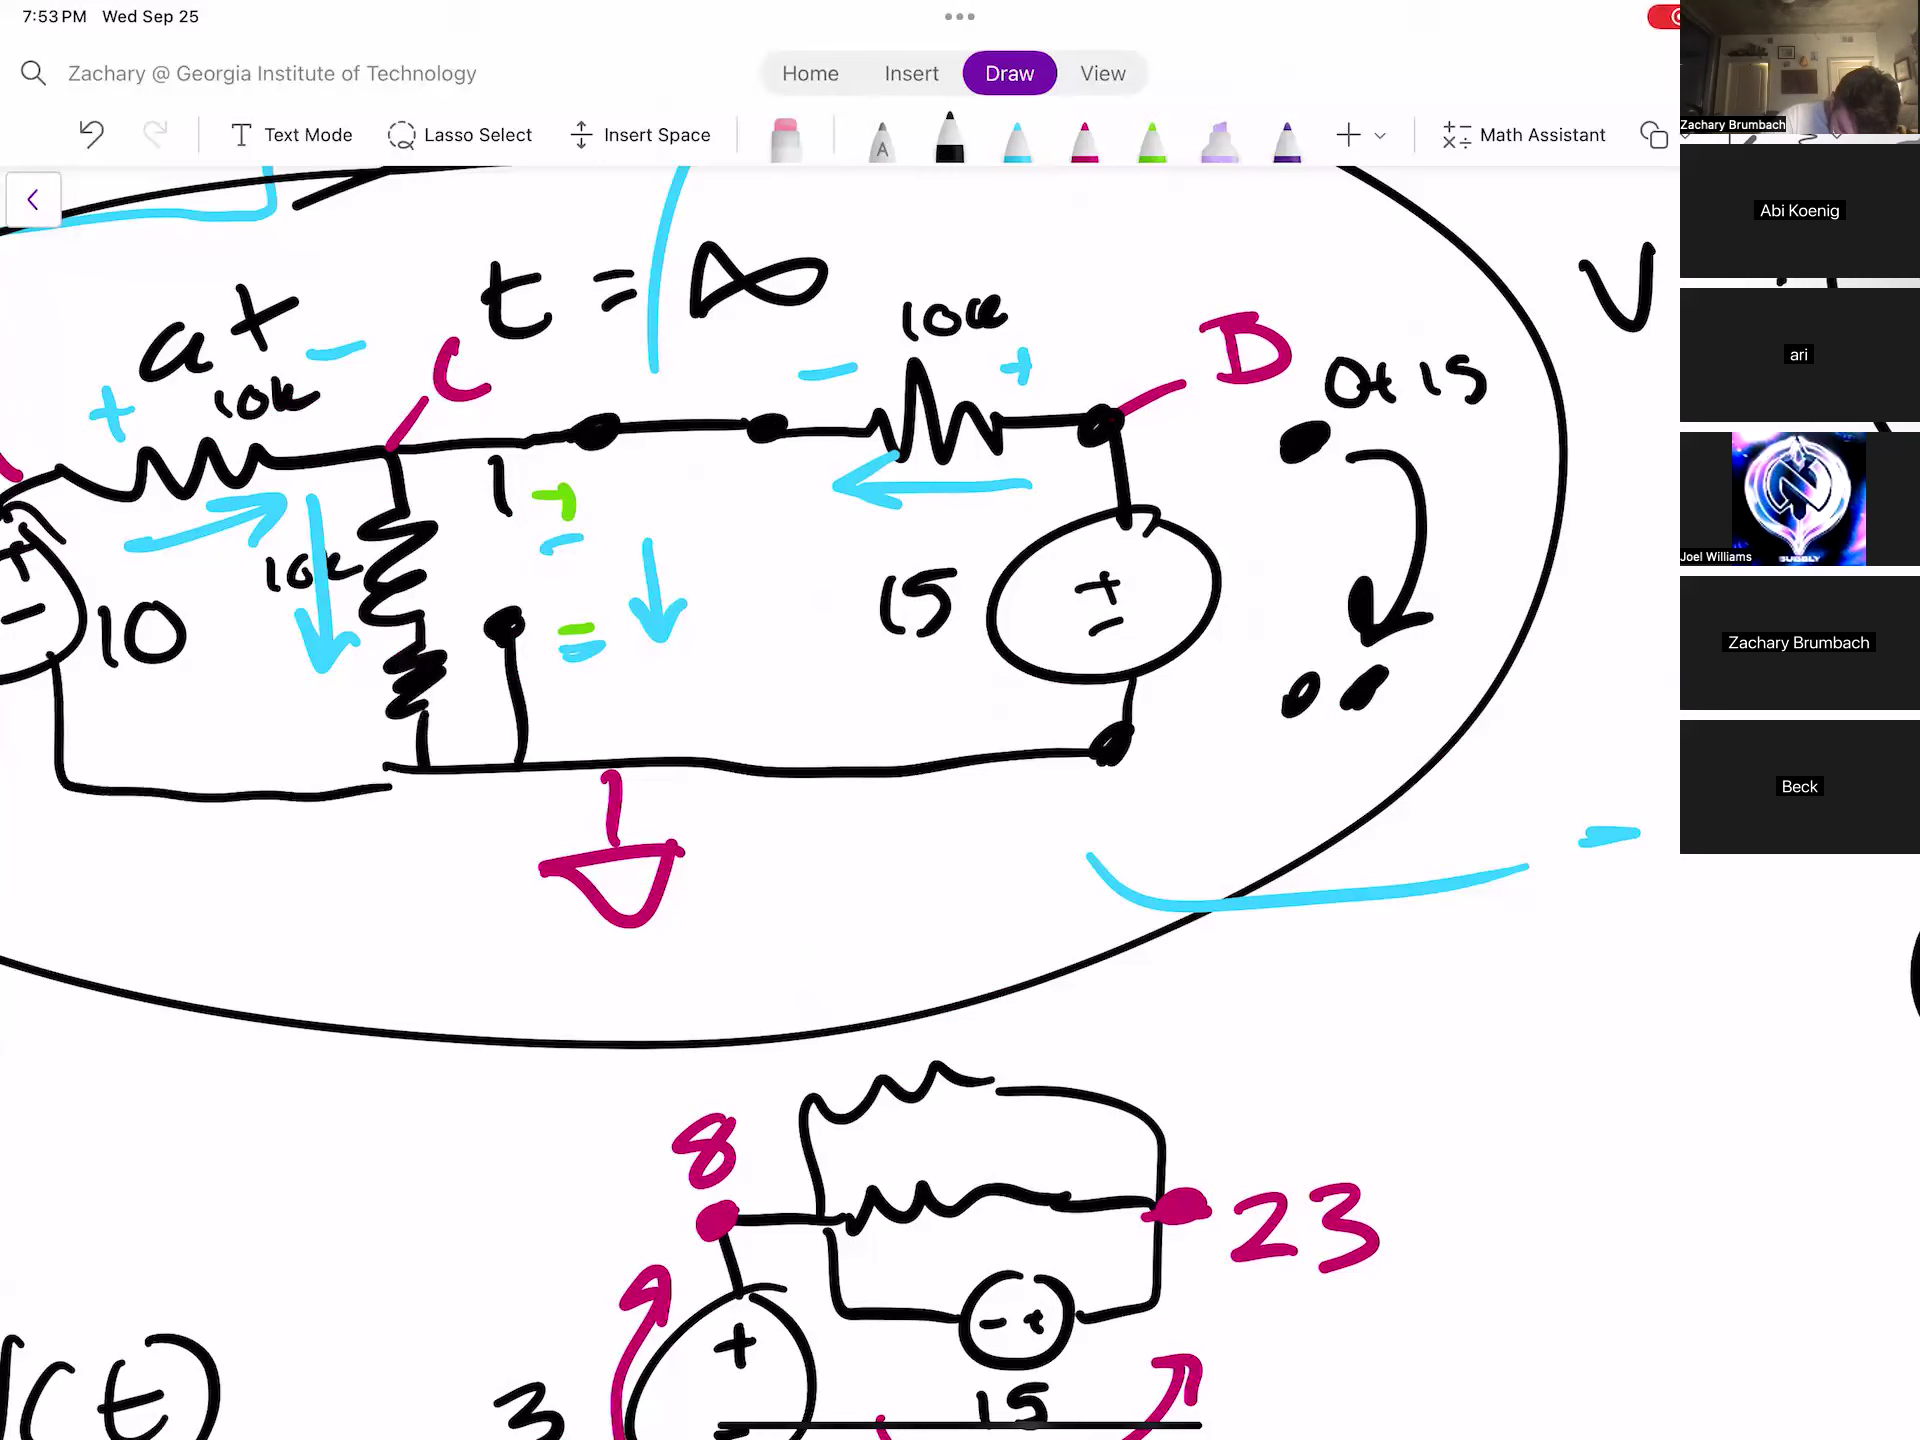 7:53 PM Wed Sep 25
Zachary @ Georgia Institute of Technology
Home Insert Draw View
Text Mode Lasso Select Insert Space A Math Assistant
Zachary Brumbach
Abi Koenig
ari
Joel Williams
Zachary Brumbach
Beck
at t = ∞
10k
+ 10k -
C
- +
B
V
+
-
10
10k
+
-
=
15
+
-
8
23
- +
15
3
+
-
(t)